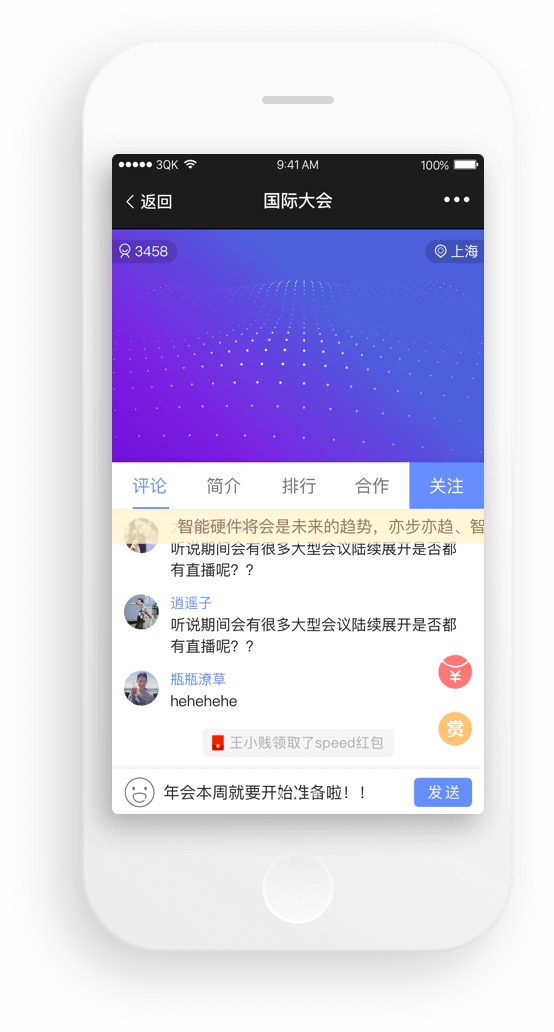 3QK 9:41 AM 100%
返回 国际大会
3458 上海
评论 简介 排行 合作 关注
智能硬件将会是未来的趋势，亦步亦趋、智
听说期间会有很多大型会议陆续展开是否都
有直播呢？？
逍遥子
听说期间会有很多大型会议陆续展开是否都
有直播呢？？
瓶瓶潦草
hehehehe
¥
王小贱领取了speed红包
赏
年会本周就要开始准备啦！！ 发送